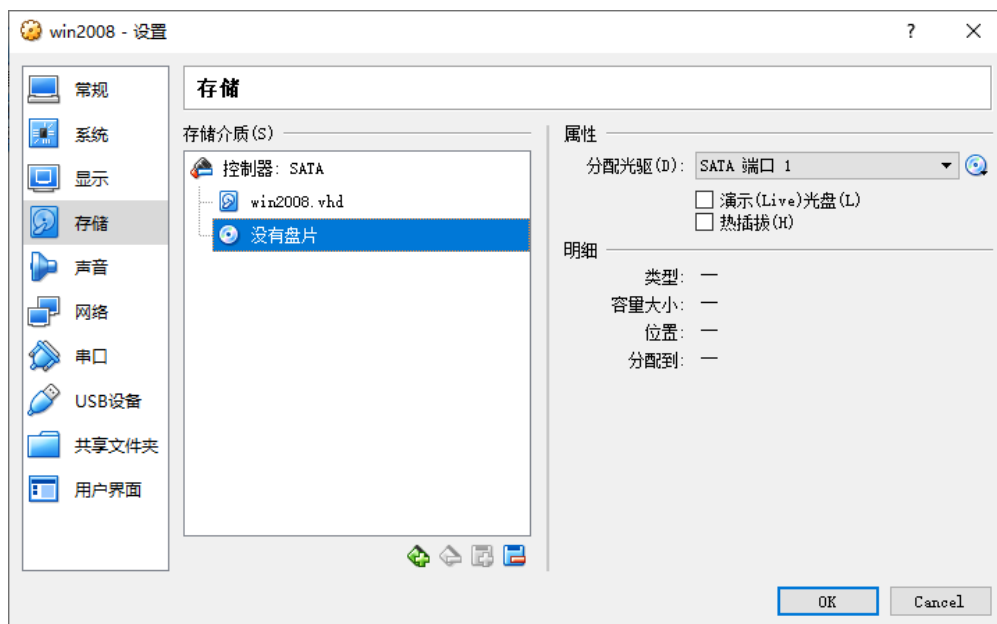 win2008 - 设置
?
常规
系统
显示
存储
声音
网络
串口
USB设备
共享文件夹
用户界面
存储
存储介质(S)
控制器: SATA
win2008.vhd
没有盘片
属性
分配光驱(D): SATA 端口 1
演示(Live)光盘(L)
热插拔(H)
明细
类型: —
容量大小: —
位置: —
分配到: —
OK
Cancel